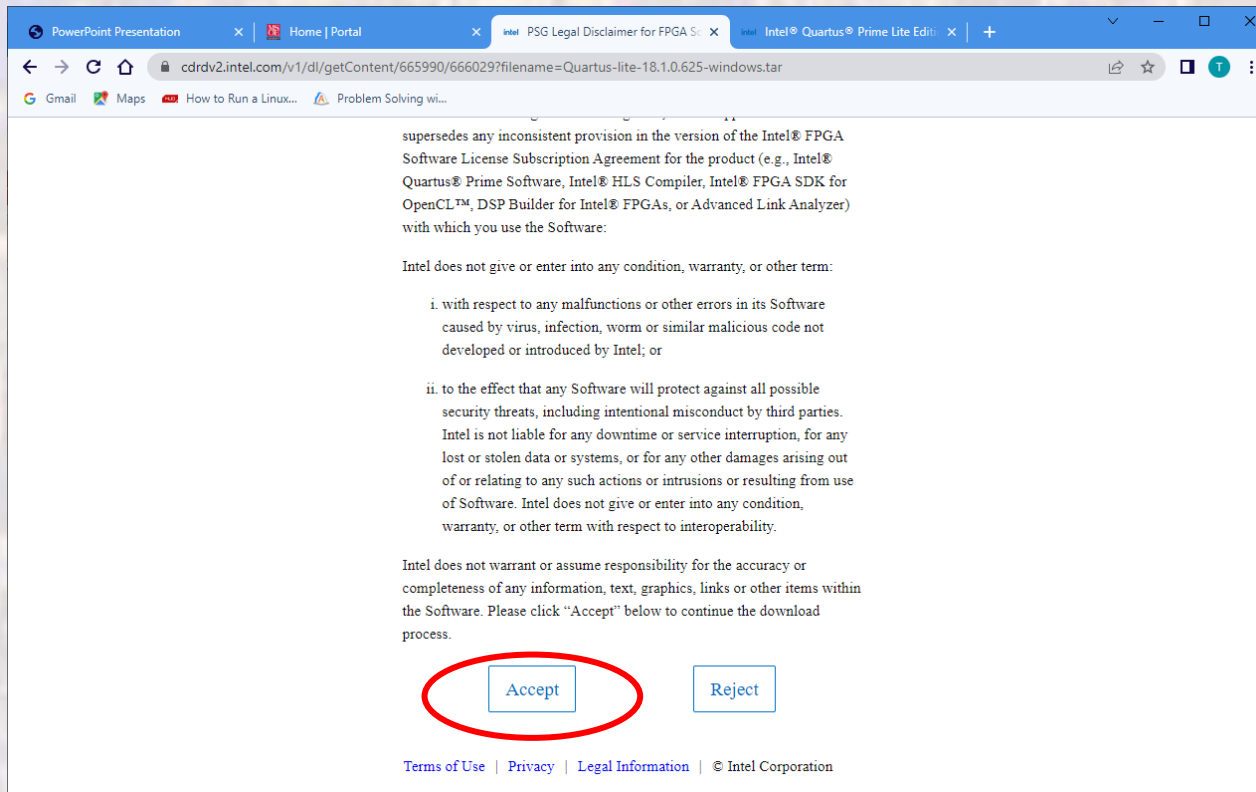 PowerPoint Presentation
Home | Portal
intel PSG Legal Disclaimer for FPGA Sc
intel Intel® Quartus® Prime Lite Editi
cdrdv2.intel.com/v1/dl/getContent/665990/666029?filename=Quartus-lite-18.1.0.625-windows.tar
T
Gmail Maps How to Run a Linux... Problem Solving wi...
supersedes any inconsistent provision in the version of the Intel® FPGA
Software License Subscription Agreement for the product (e.g., Intel®
Quartus® Prime Software, Intel® HLS Compiler, Intel® FPGA SDK for
OpenCL™, DSP Builder for Intel® FPGAs, or Advanced Link Analyzer)
with which you use the Software:
Intel does not give or enter into any condition, warranty, or other term:
i. with respect to any malfunctions or other errors in its Software
caused by virus, infection, worm or similar malicious code not
developed or introduced by Intel; or
ii. to the effect that any Software will protect against all possible
security threats, including intentional misconduct by third parties.
Intel is not liable for any downtime or service interruption, for any
lost or stolen data or systems, or for any other damages arising out
of or relating to any such actions or intrusions or resulting from use
of Software. Intel does not give or enter into any condition,
warranty, or other term with respect to interoperability.
Intel does not warrant or assume responsibility for the accuracy or
completeness of any information, text, graphics, links or other items within
the Software. Please click “Accept” below to continue the download
process.
Accept Reject
Terms of Use | Privacy | Legal Information | © Intel Corporation